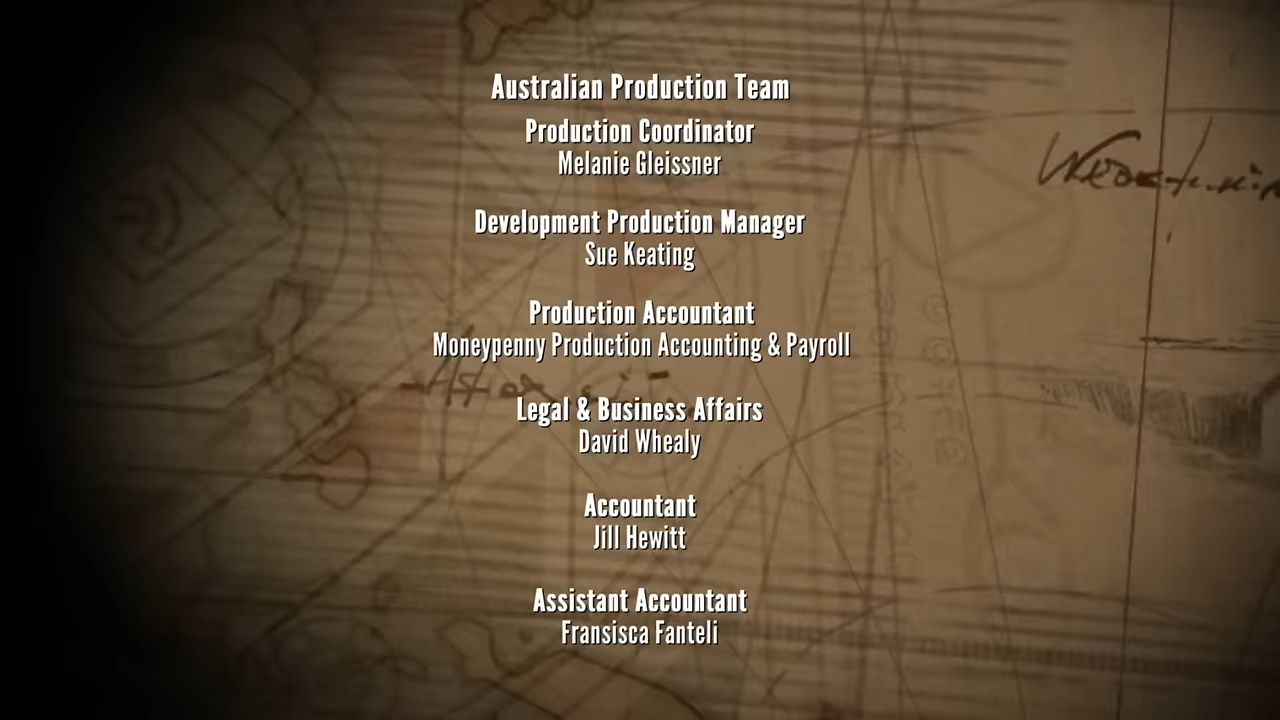 Australian Production Team
Production Coordinator
Melanie Gleissner
Development Production Manager
Sue Keating
Production Accountant
Moneypenny Production Accounting & Payroll
Legal & Business Affairs
David Whealy
Accountant
Jill Hewitt
Assistant Accountant
Fransisca Fanteli